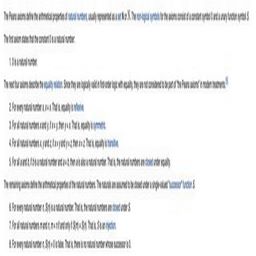 The Peano axioms define the arithmetical properties of natural numbers, usually represented as a set N or ℕ. The non-logical symbols for the axioms consist of a constant symbol 0 and a unary function symbol S.
The first axiom states that the constant 0 is a natural number:
1. 0 is a natural number.
The next four axioms describe the equality relation. Since they are logically valid in first-order logic with equality, they are not considered to be part of "the Peano axioms" in modern treatments.
2. For every natural number x, x = x. That is, equality is reflexive.
3. For all natural numbers x and y, if x = y, then y = x. That is, equality is symmetric.
4. For all natural numbers x, y and z, if x = y and y = z, then x = z. That is, equality is transitive.
5. For all a and b, if b is a natural number and a = b, then a is also a natural number. That is, the natural numbers are closed under equality.
The remaining axioms define the arithmetical properties of the natural numbers. The naturals are assumed to be closed under a single-valued "successor" function S.
6. For every natural number n, S(n) is a natural number. That is, the natural numbers are closed under S.
7. For all natural numbers m and n, m = n if and only if S(m) = S(n). That is, S is an injection.
8. For every natural number n, S(n) = 0 is false. That is, there is no natural number whose successor is 0.